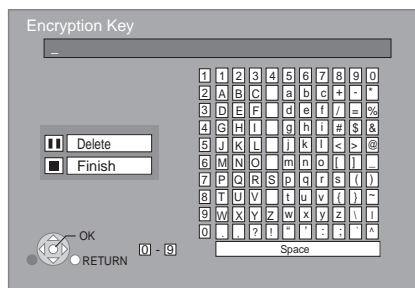 Encryption Key
_
1 1 2 3 4 5 6 7 8 9 0
2 A B C a b c + - *
3 D E F d e f / = %
4 G H I g h i # $ &
Delete
5 J K L j k l < > @
Finish
6 M N O m n o [ ] _
7 P Q R S p q r s ( )
8 T U V t u v { } ~
9 W X Y Z w x y z \ |
0 . , ? ! " ' : ; ` ^
Space
OK
0 - 9
RETURN